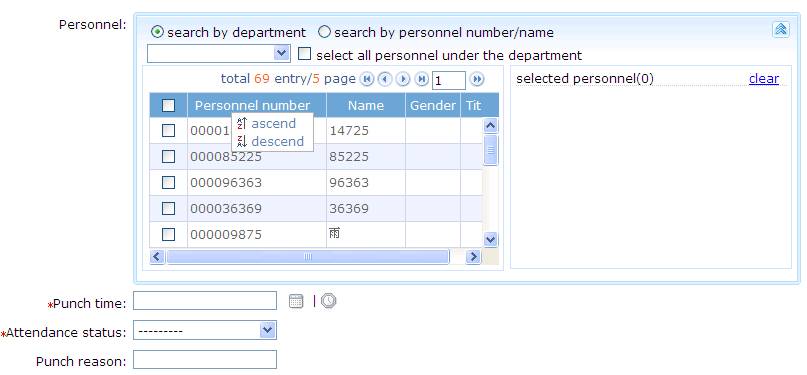 Personnel:
search by department search by personnel number/name
select all personnel under the department
total 69 entry/5 page 1
selected personnel(0) clear
Personnel number Name Gender Tit
00001 14725
ascend
descend
000085225 85225
000096363 96363
000036369 36369
000009875 雨
*Punch time: |
*Attendance status: ---------
Punch reason: